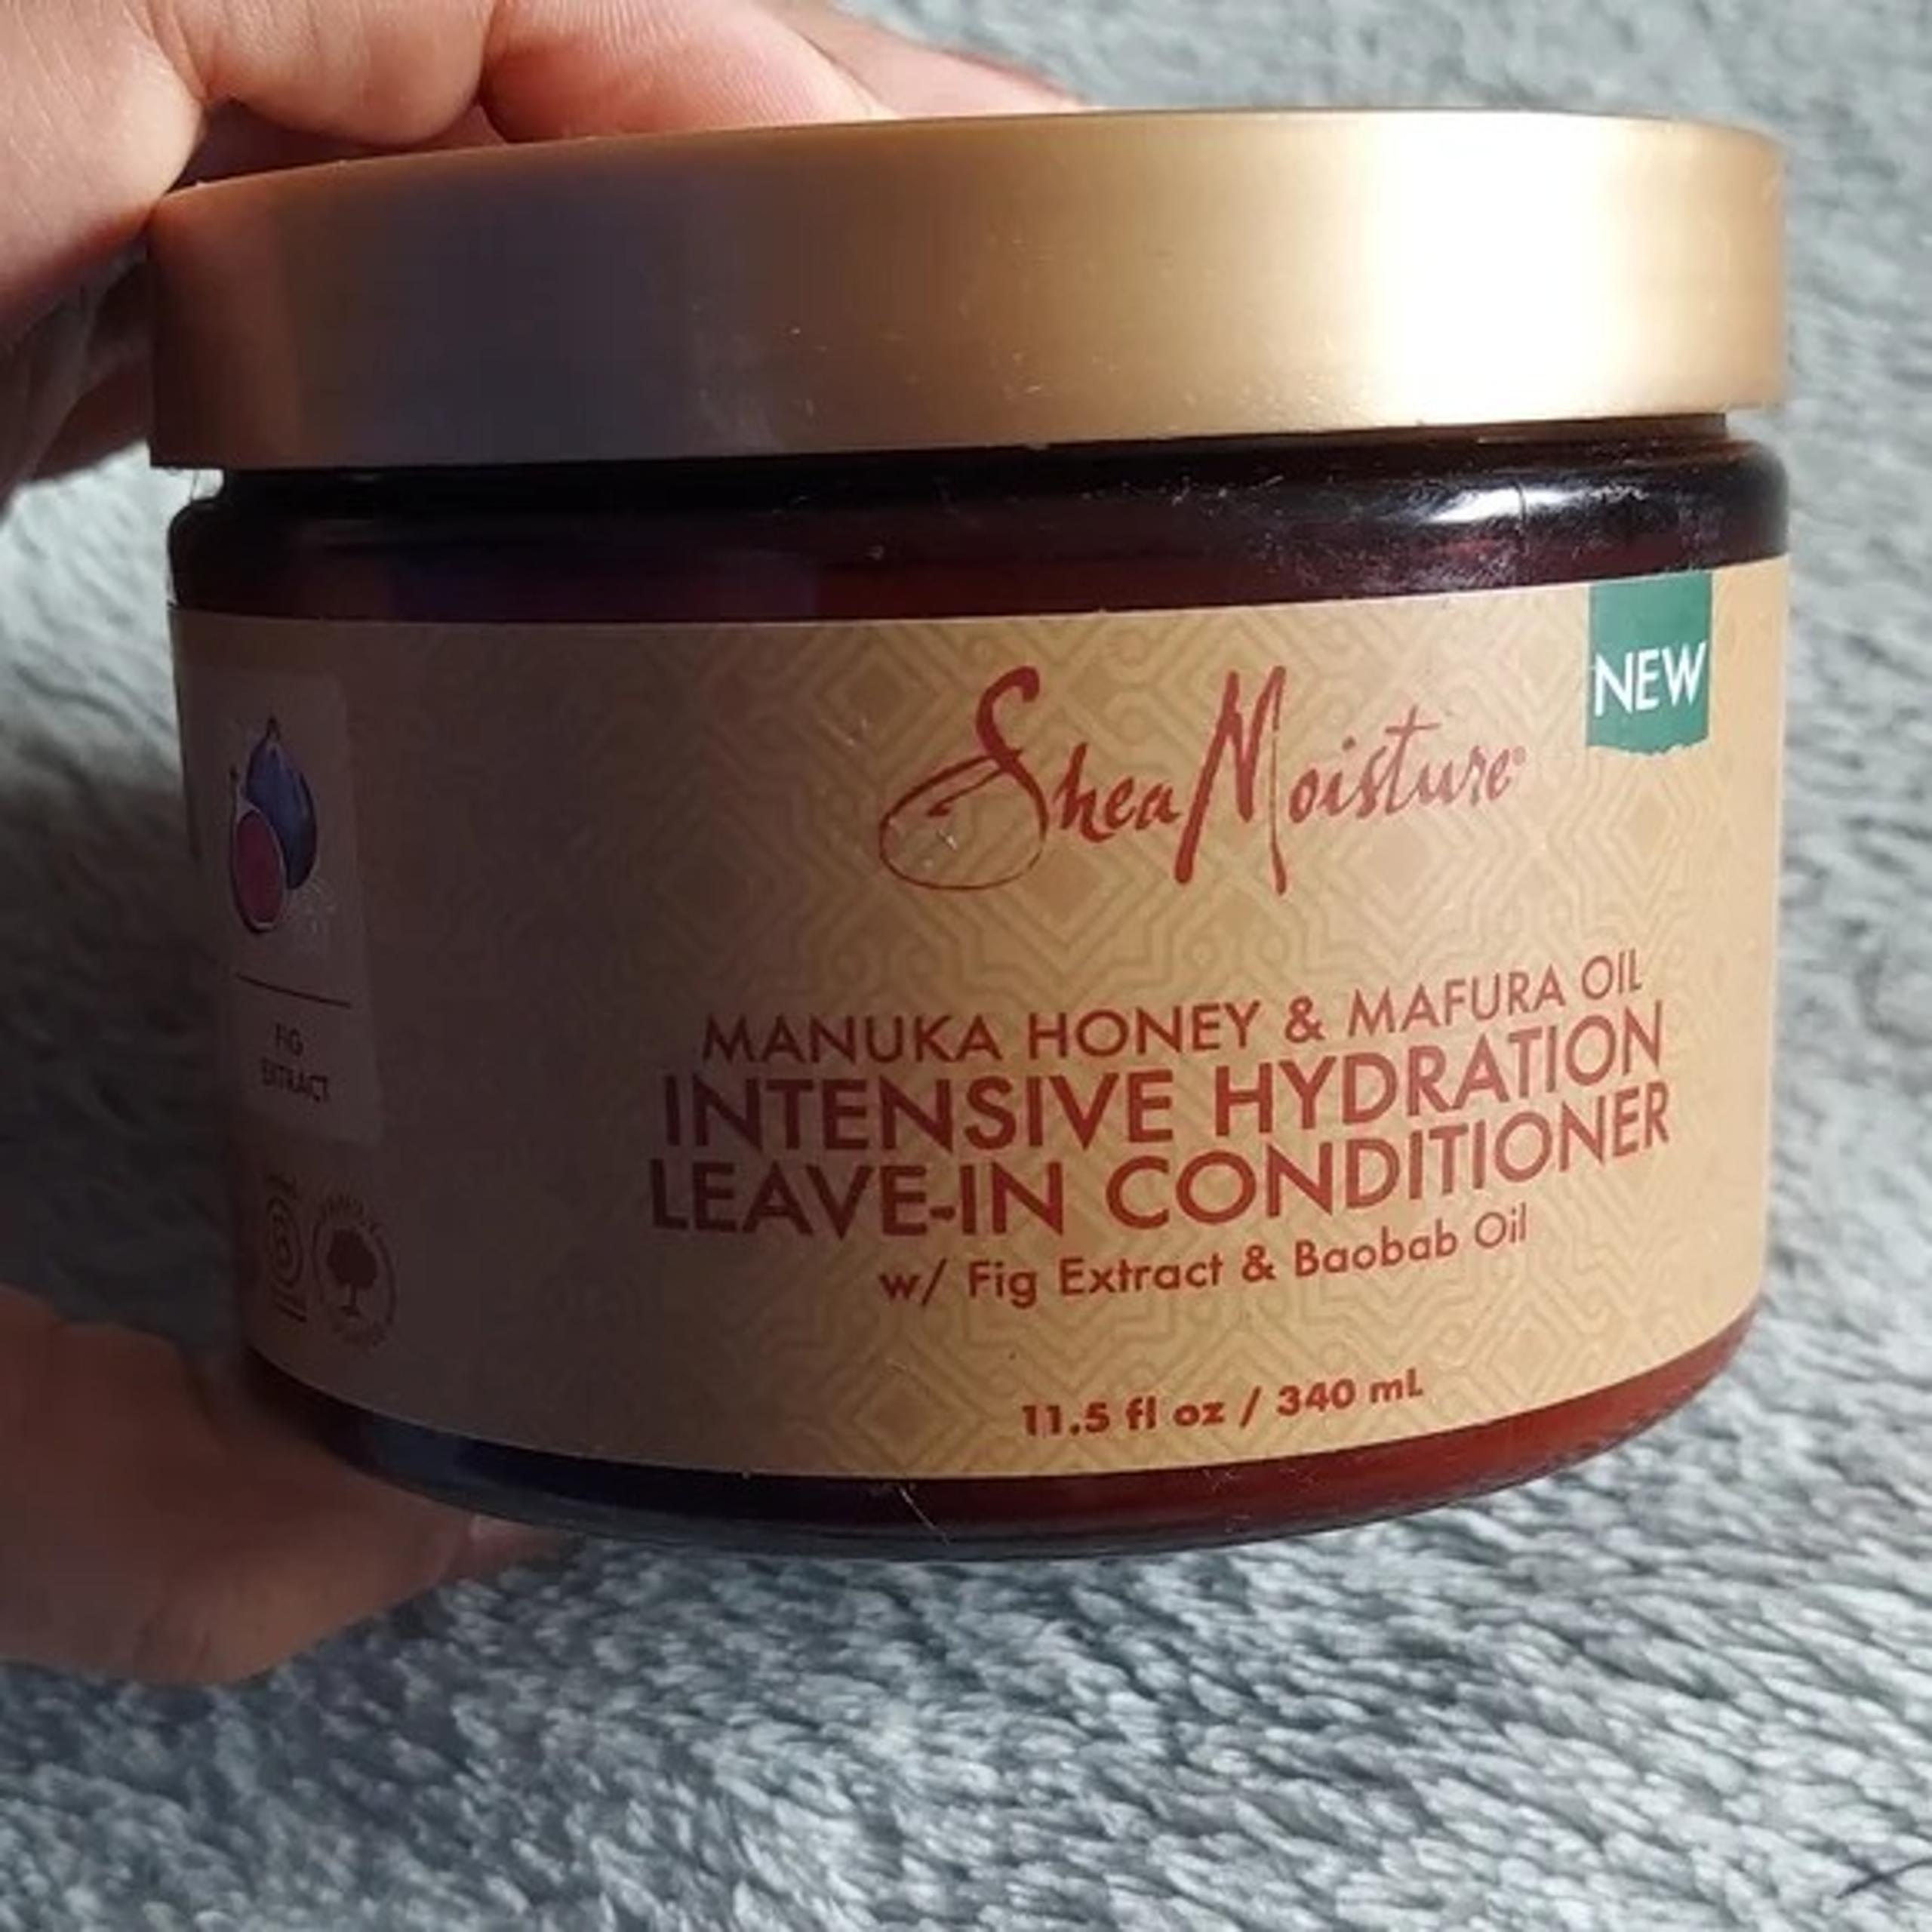 NEW
SheaMoisture®
MANUKA HONEY & MAFURA OIL
INTENSIVE HYDRATION
LEAVE-IN CONDITIONER
w/ Fig Extract & Baobab Oil
11.5 fl oz / 340 mL
FIG
EXTRACT
B